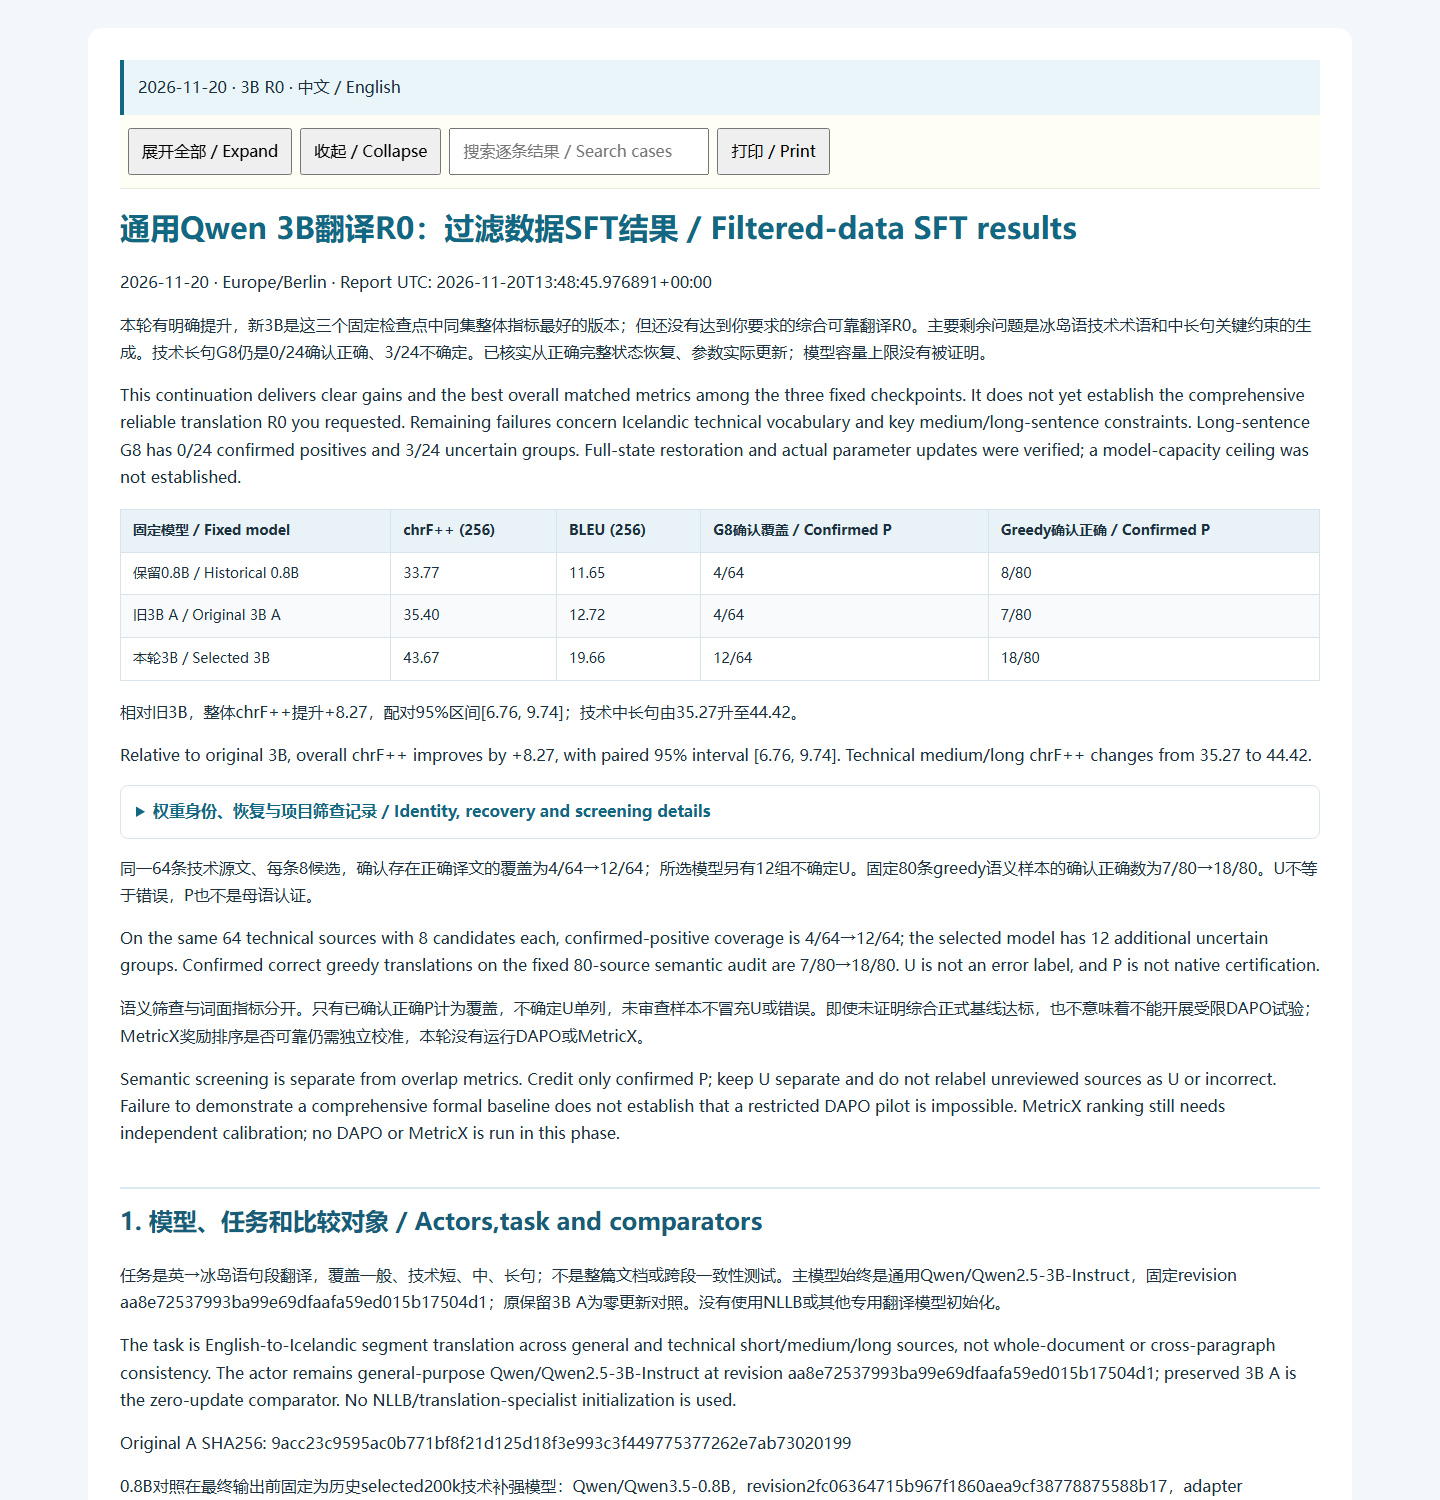 2026-11-20 · 3B R0 · 中文 / English
展开全部 / Expand 收起 / Collapse 搜索逐条结果 / Search cases 打印 / Print
通用Qwen 3B翻译R0：过滤数据SFT结果 / Filtered-data SFT results
2026-11-20 · Europe/Berlin · Report UTC: 2026-11-20T13:48:45.976891+00:00
本轮有明确提升，新3B是这三个固定检查点中同集整体指标最好的版本；但还没有达到你要求的综合可靠翻译R0。主要剩余问题是冰岛语技术术语和中长句关键约束的生
成。技术长句G8仍是0/24确认正确、3/24不确定。已核实从正确完整状态恢复、参数实际更新；模型容量上限没有被证明。
This continuation delivers clear gains and the best overall matched metrics among the three fixed checkpoints. It does not yet establish the comprehensive
reliable translation R0 you requested. Remaining failures concern Icelandic technical vocabulary and key medium/long-sentence constraints. Long-sentence
G8 has 0/24 confirmed positives and 3/24 uncertain groups. Full-state restoration and actual parameter updates were verified; a model-capacity ceiling was
not established.
固定模型 / Fixed model chrF++ (256) BLEU (256) G8确认覆盖 / Confirmed P Greedy确认正确 / Confirmed P
保留0.8B / Historical 0.8B 33.77 11.65 4/64 8/80
旧3B A / Original 3B A 35.40 12.72 4/64 7/80
本轮3B / Selected 3B 43.67 19.66 12/64 18/80
相对旧3B，整体chrF++提升+8.27，配对95%区间[6.76, 9.74]；技术中长句由35.27升至44.42。
Relative to original 3B, overall chrF++ improves by +8.27, with paired 95% interval [6.76, 9.74]. Technical medium/long chrF++ changes from 35.27 to 44.42.
▶ 权重身份、恢复与项目筛查记录 / Identity, recovery and screening details
同一64条技术源文、每条8候选，确认存在正确译文的覆盖为4/64→12/64；所选模型另有12组不确定U。固定80条greedy语义样本的确认正确数为7/80→18/80。U不等
于错误，P也不是母语认证。
On the same 64 technical sources with 8 candidates each, confirmed-positive coverage is 4/64→12/64; the selected model has 12 additional uncertain
groups. Confirmed correct greedy translations on the fixed 80-source semantic audit are 7/80→18/80. U is not an error label, and P is not native certification.
语义筛查与词面指标分开。只有已确认正确P计为覆盖，不确定U单列，未审查样本不冒充U或错误。即使未证明综合正式基线达标，也不意味着不能开展受限DAPO试验；
MetricX奖励排序是否可靠仍需独立校准，本轮没有运行DAPO或MetricX。
Semantic screening is separate from overlap metrics. Credit only confirmed P; keep U separate and do not relabel unreviewed sources as U or incorrect.
Failure to demonstrate a comprehensive formal baseline does not establish that a restricted DAPO pilot is impossible. MetricX ranking still needs
independent calibration; no DAPO or MetricX is run in this phase.
1. 模型、任务和比较对象 / Actors,task and comparators
任务是英→冰岛语句段翻译，覆盖一般、技术短、中、长句；不是整篇文档或跨段一致性测试。主模型始终是通用Qwen/Qwen2.5-3B-Instruct，固定revision
aa8e72537993ba99e69dfaafa59ed015b17504d1；原保留3B A为零更新对照。没有使用NLLB或其他专用翻译模型初始化。
The task is English-to-Icelandic segment translation across general and technical short/medium/long sources, not whole-document or cross-paragraph
consistency. The actor remains general-purpose Qwen/Qwen2.5-3B-Instruct at revision aa8e72537993ba99e69dfaafa59ed015b17504d1; preserved 3B A is
the zero-update comparator. No NLLB/translation-specialist initialization is used.
Original A SHA256: 9acc23c9595ac0b771bf8f21d125d18f3e993c3f449775377262e7ab73020199
0.8B对照在最终输出前固定为历史selected200k技术补强模型：Qwen/Qwen3.5-0.8B，revision2fc06364715b967f1860aea9cf38778875588b17，adapter